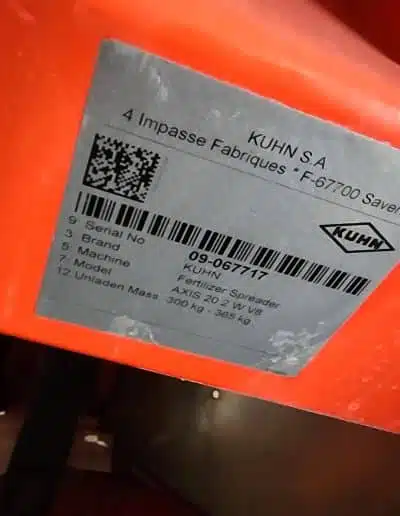 KUHN S.A
4 Impasse Fabriques * F-67700 Saver
KUHN
9. Serial No 09-067717
3. Brand KUHN
5. Machine Fertilizer Spreader
7. Model AXIS 20.2 W V8
12. Unladen Mass 300 kg - 365 kg